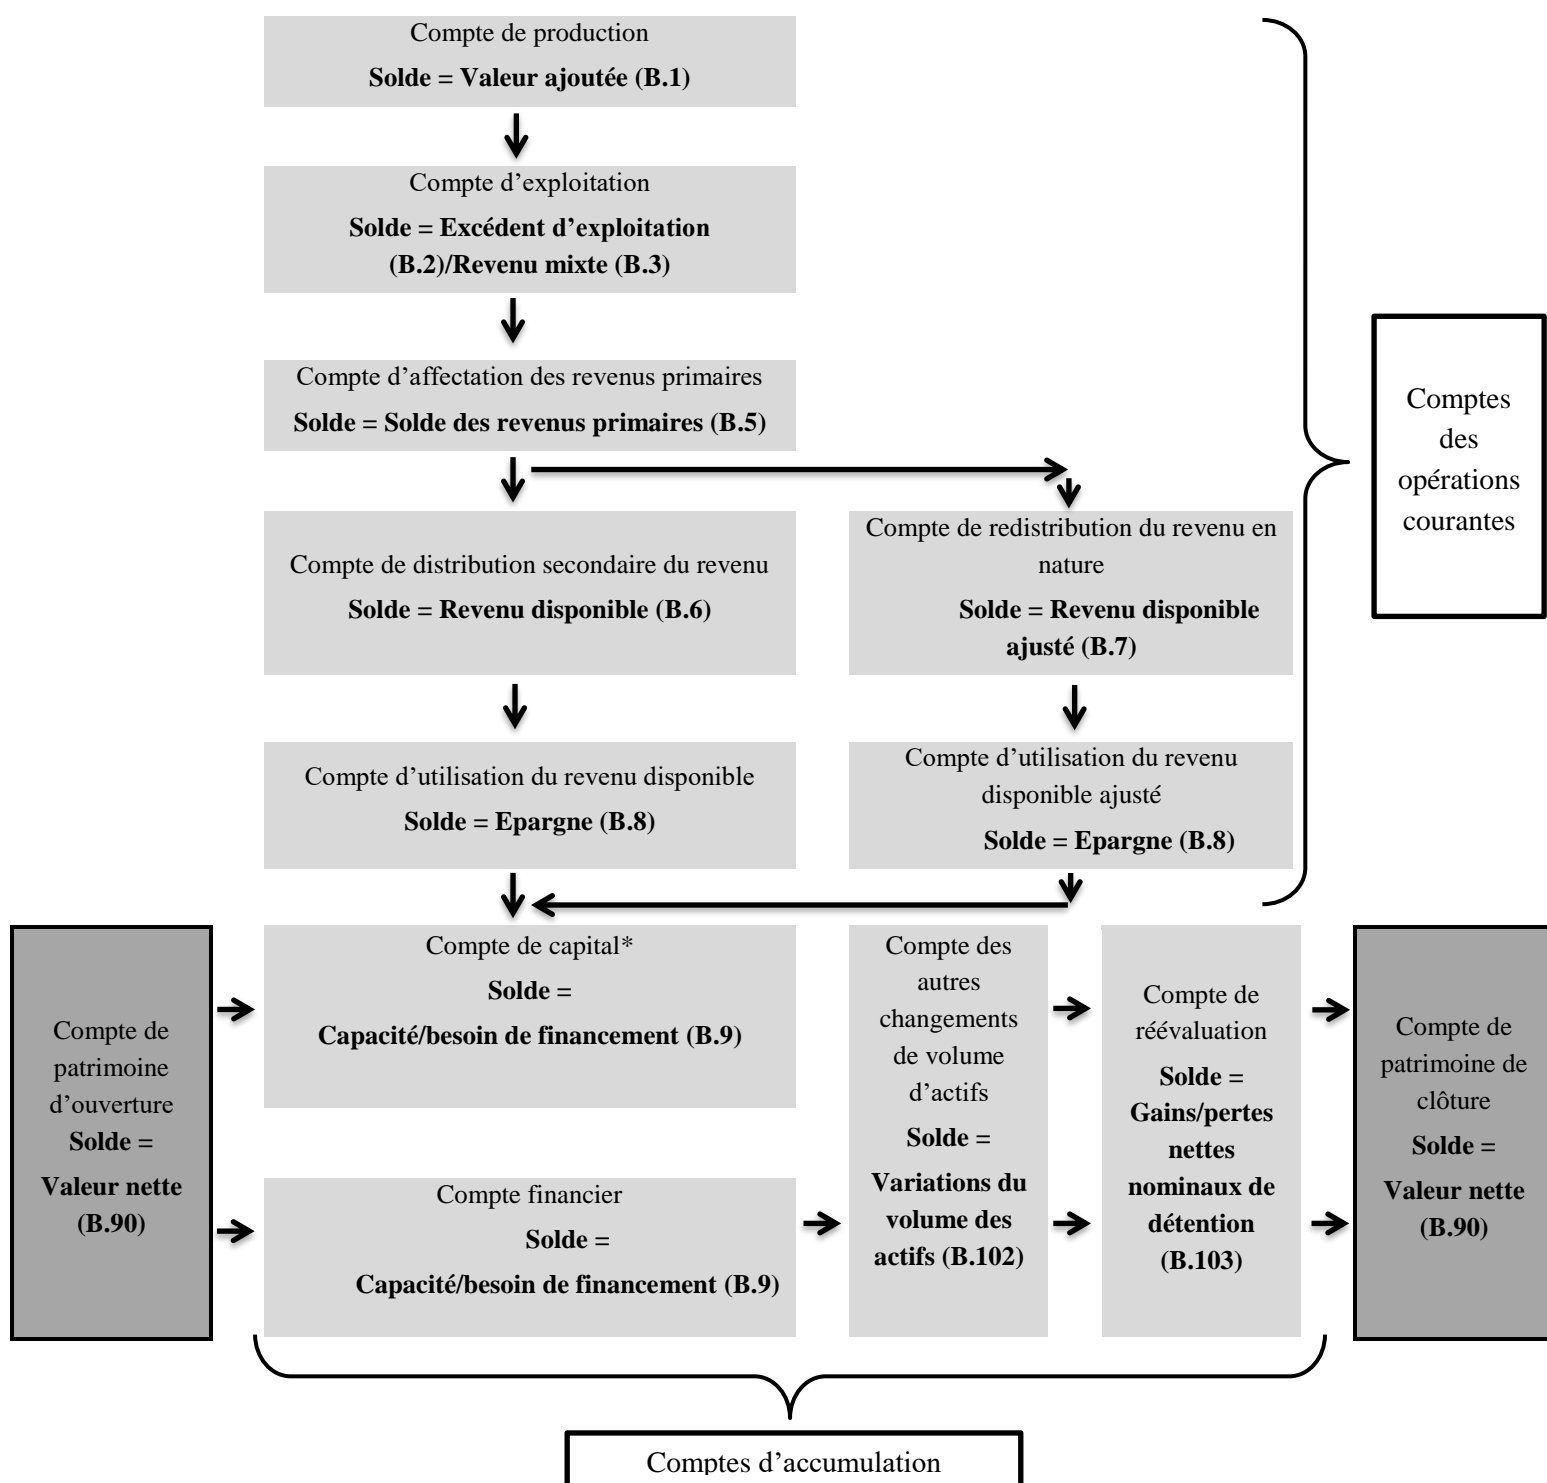 Compte de production
Solde = Valeur ajoutée (B.1)
Compte d’exploitation
Solde = Excédent d’exploitation
(B.2)/Revenu mixte (B.3)
Compte d’affectation des revenus primaires
Solde = Solde des revenus primaires (B.5)
Comptes
des
opérations
courantes
Compte de distribution secondaire du revenu
Solde = Revenu disponible (B.6)
Compte de redistribution du revenu en
nature
Solde = Revenu disponible
ajusté (B.7)
Compte d’utilisation du revenu disponible
Solde = Epargne (B.8)
Compte d’utilisation du revenu
disponible ajusté
Solde = Epargne (B.8)
Compte de
patrimoine
d’ouverture
Solde =
Valeur nette
(B.90)
Compte de capital*
Solde =
Capacité/besoin de financement (B.9)
Compte financier
Solde =
Capacité/besoin de financement (B.9)
Compte des
autres
changements
de volume
d’actifs
Solde =
Variations du
volume des
actifs (B.102)
Compte de
réévaluation
Solde =
Gains/pertes
nettes
nominaux de
détention
(B.103)
Compte de
patrimoine de
clôture
Solde =
Valeur nette
(B.90)
Comptes d’accumulation